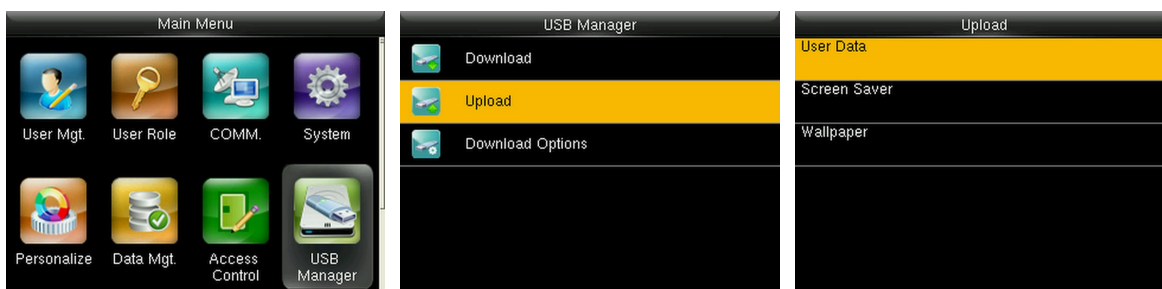 Main Menu
User Mgt.
User Role
COMM.
System
Personalize
Data Mgt.
Access
Control
USB
Manager
USB Manager
Download
Upload
Download Options
Upload
User Data
Screen Saver
Wallpaper